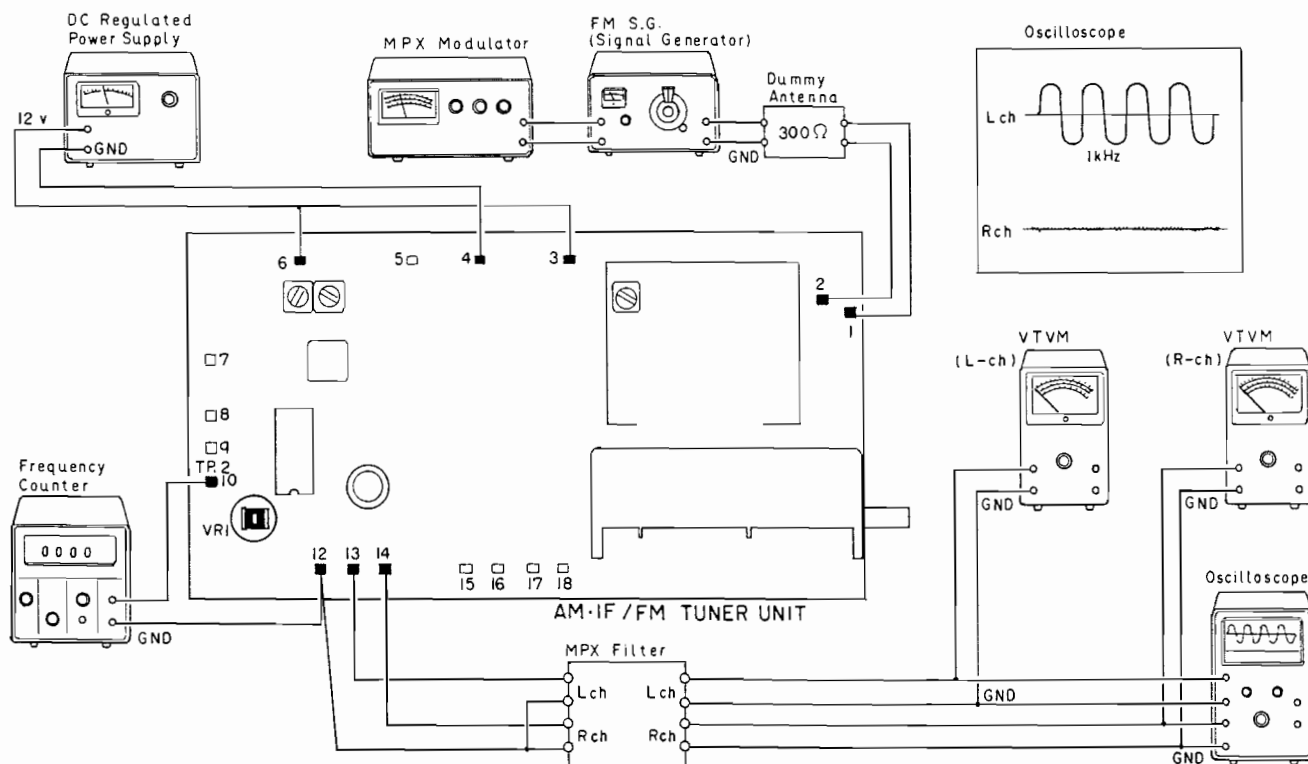 DC Regulated
Power Supply
MPX Modulator
FM S.G.
(Signal Generator)
Dummy
Antenna
300Ω
GND
Oscilloscope
Lch
1kHz
Rch
12 v
GND
6
5
4
3
2
1
7
8
9
TP. 2
10
VR1
12
13
14
15
16
17
18
AM·IF/FM TUNER UNIT
Frequency
Counter
0000
GND
VTVM
(L-ch)
GND
VTVM
(R-ch)
GND
Oscilloscope
GND
MPX Filter
Lch
Rch
Lch
Rch
GND